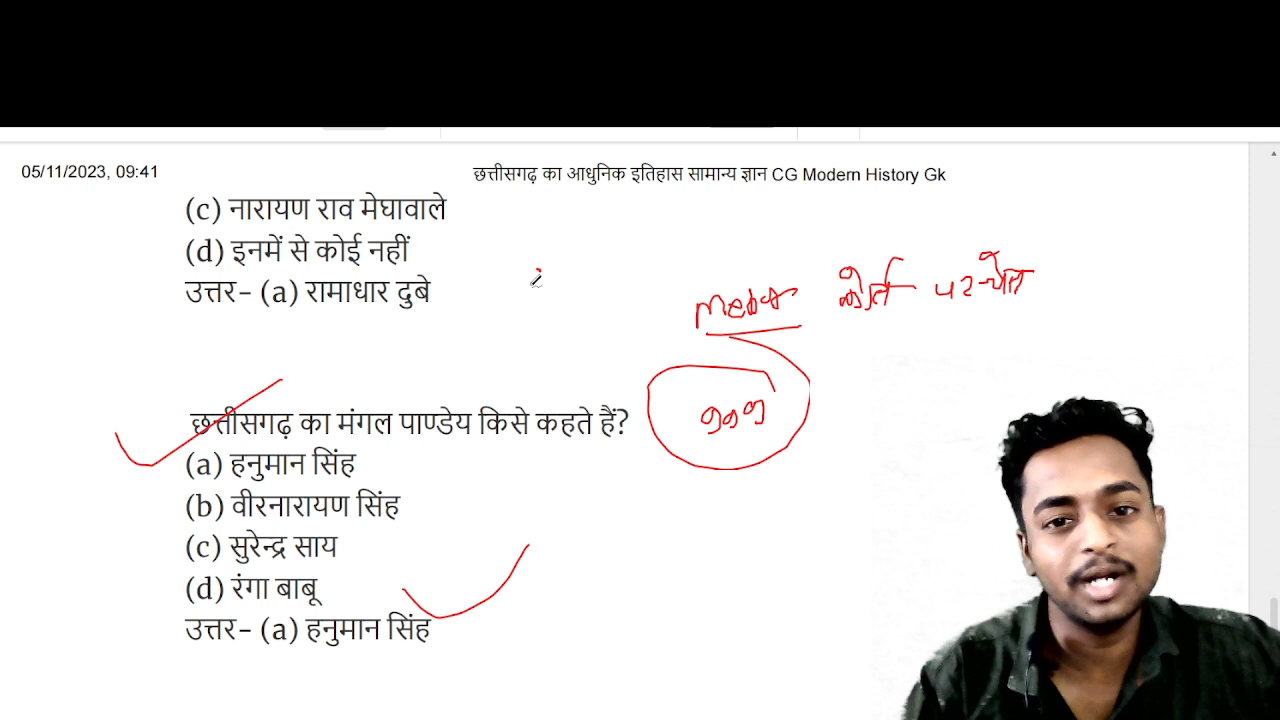 05/11/2023, 09:41 छत्तीसगढ़ का आधुनिक इतिहास सामान्य ज्ञान CG Modern History Gk
(c) नारायण राव मेघावाले
(d) इनमें से कोई नहीं
उत्तर– (a) रामाधार दुबे
छत्तीसगढ़ का मंगल पाण्डेय किसे कहते हैं?
(a) हनुमान सिंह
(b) वीरनारायण सिंह
(c) सुरेन्द्र साय
(d) रंगा बाबू
उत्तर– (a) हनुमान सिंह